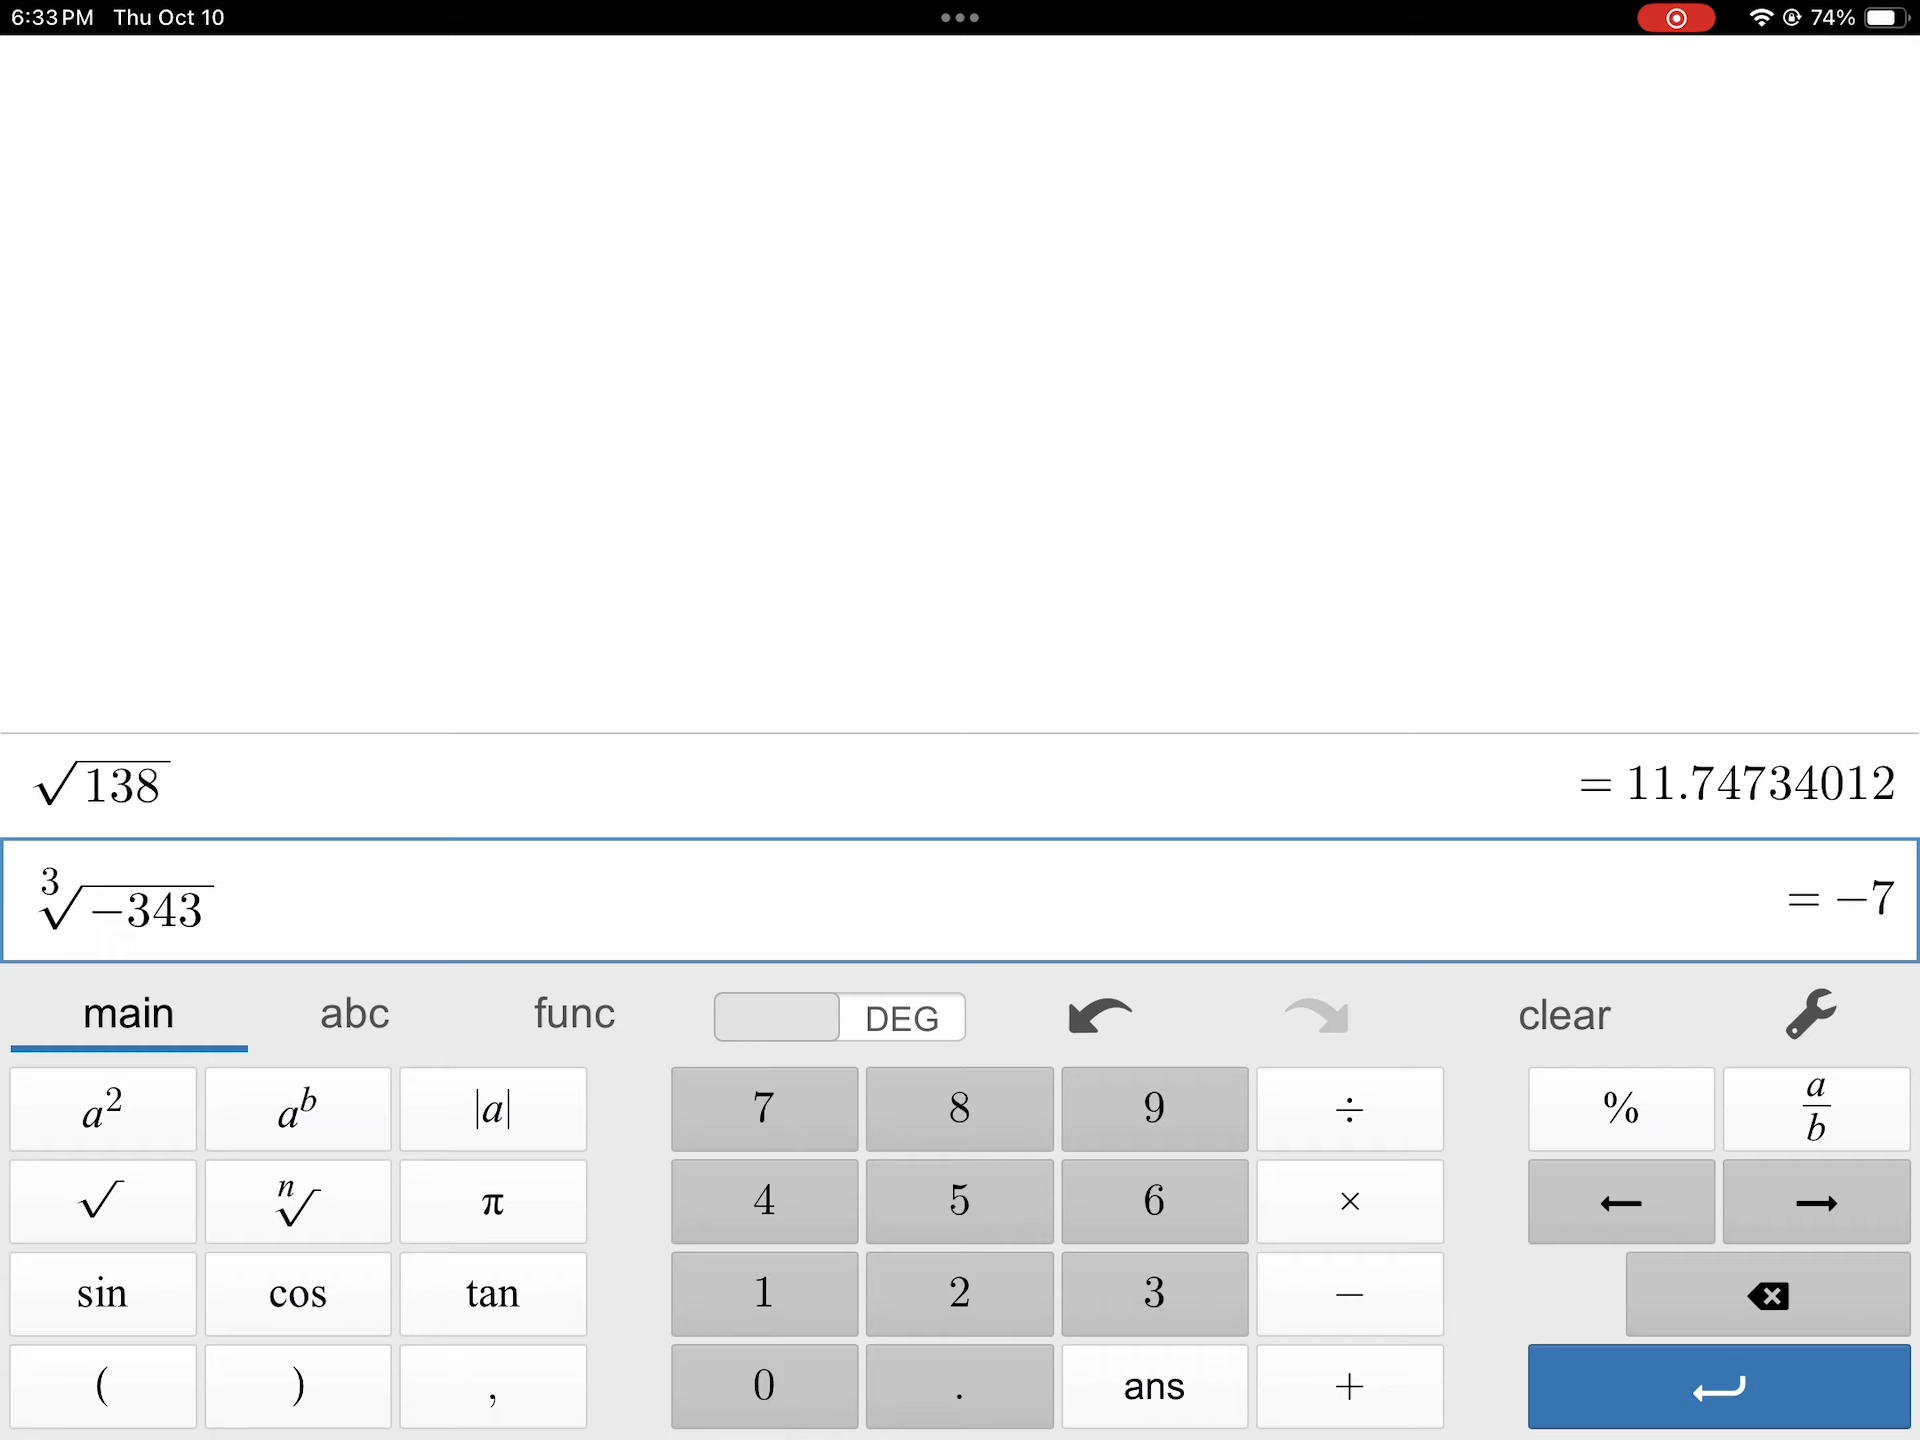 6:33 PM Thu Oct 10 74%
√138 = 11.74734012
∛−343 = −7
main abc func DEG clear
a² aᵇ |a| 7 8 9 ÷ % a/b
√ ⁿ√ π 4 5 6 × ← →
sin cos tan 1 2 3 −
( ) , 0 . ans +